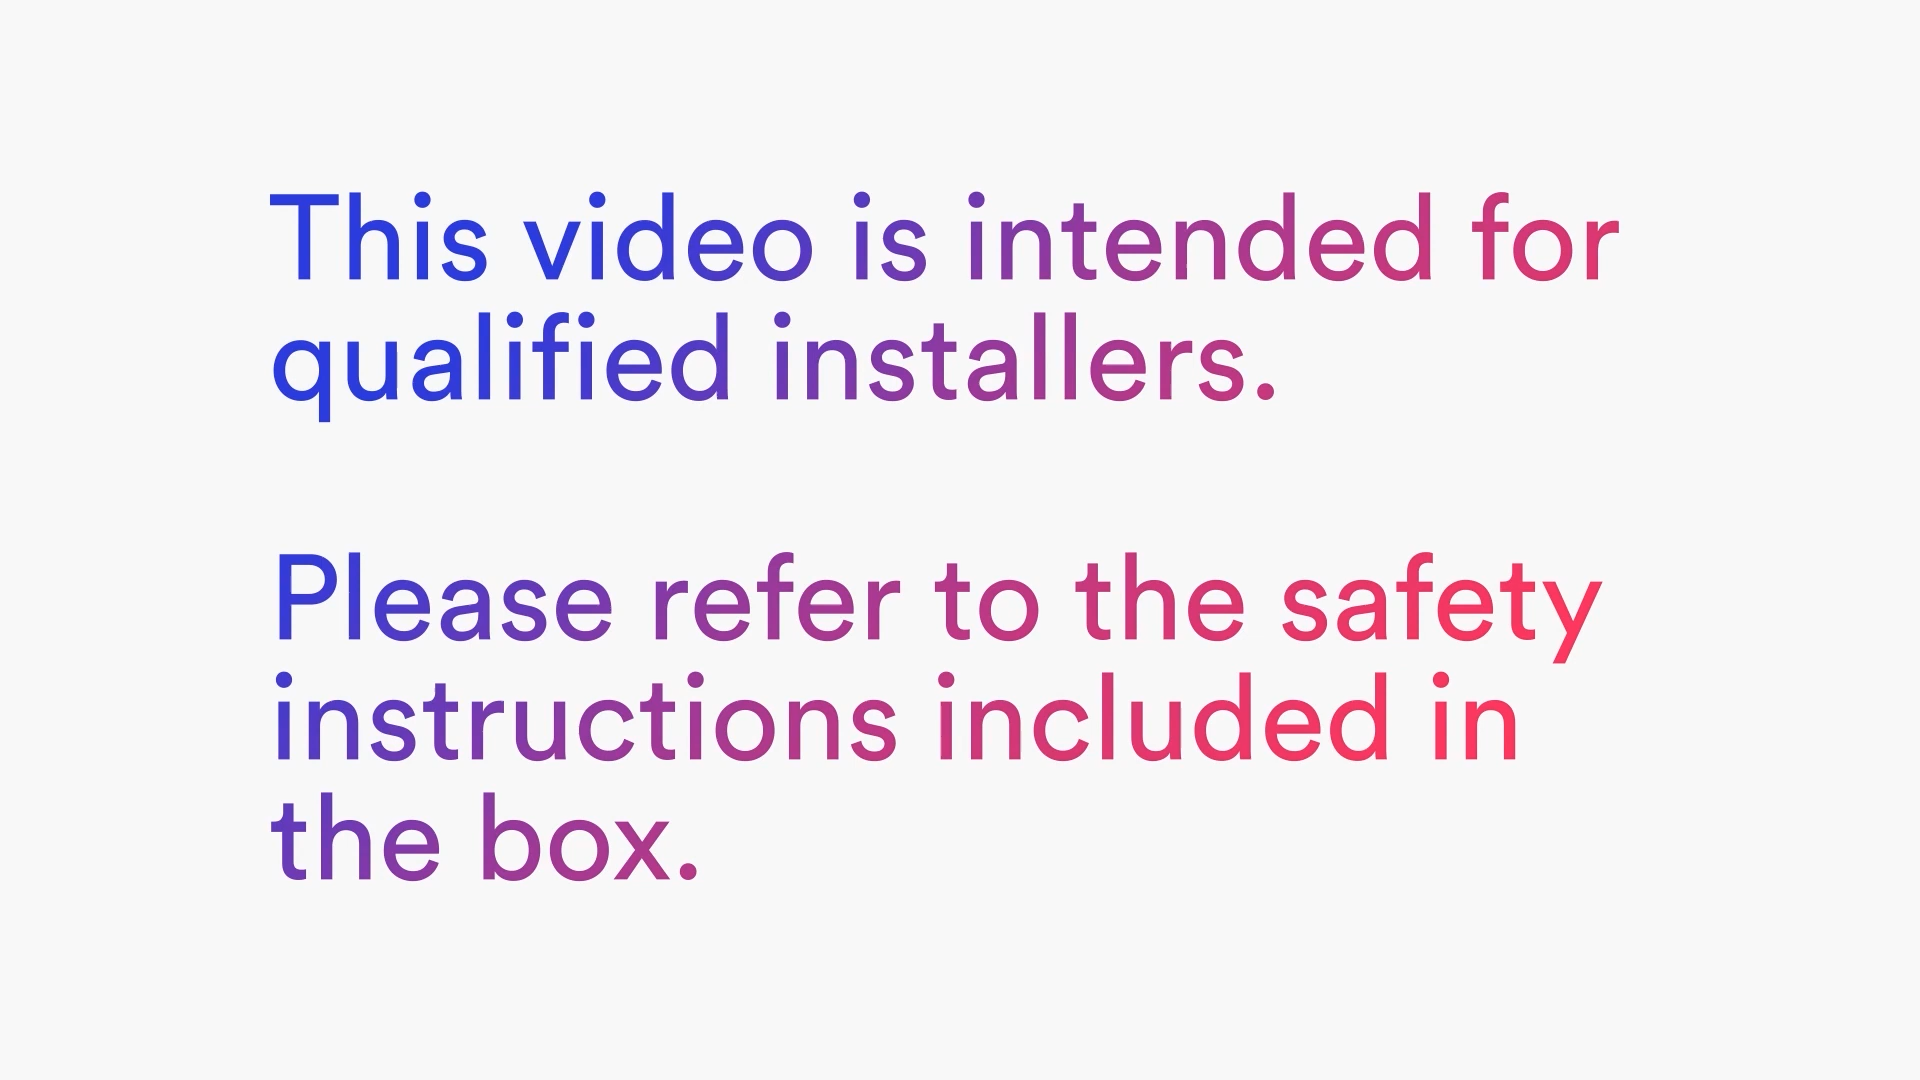 This video is intended for
qualified installers.
Please refer to the safety
instructions included in
the box.